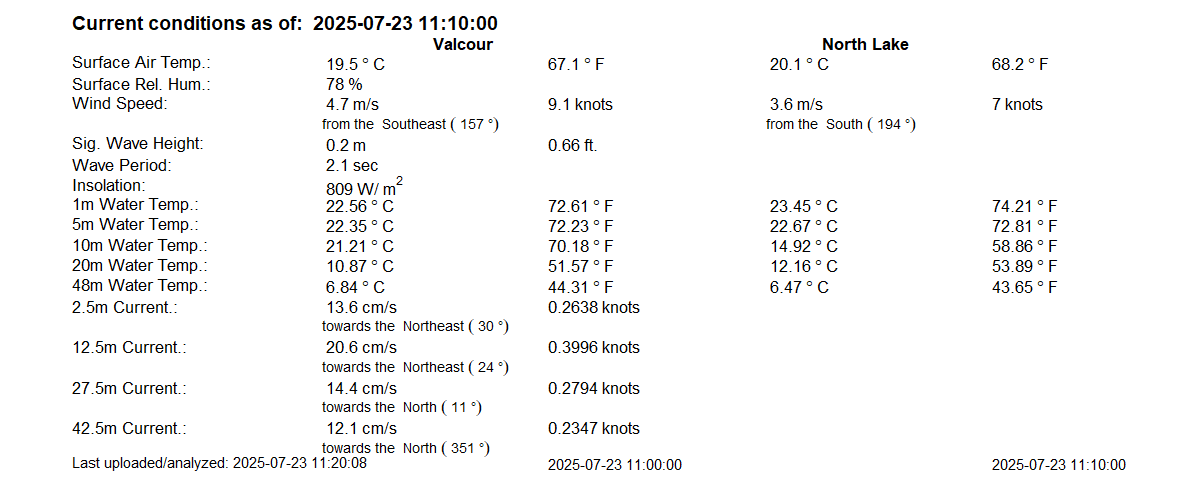 Current conditions as of: 2025-07-23 11:10:00
Valcour North Lake
Surface Air Temp.: 19.5 ° C 67.1 ° F 20.1 ° C 68.2 ° F
Surface Rel. Hum.: 78 %
Wind Speed: 4.7 m/s 9.1 knots 3.6 m/s 7 knots
from the Southeast ( 157 °) from the South ( 194 °)
Sig. Wave Height: 0.2 m 0.66 ft.
Wave Period: 2.1 sec
Insolation: 809 W/ m2
1m Water Temp.: 22.56 ° C 72.61 ° F 23.45 ° C 74.21 ° F
5m Water Temp.: 22.35 ° C 72.23 ° F 22.67 ° C 72.81 ° F
10m Water Temp.: 21.21 ° C 70.18 ° F 14.92 ° C 58.86 ° F
20m Water Temp.: 10.87 ° C 51.57 ° F 12.16 ° C 53.89 ° F
48m Water Temp.: 6.84 ° C 44.31 ° F 6.47 ° C 43.65 ° F
2.5m Current.: 13.6 cm/s 0.2638 knots
towards the Northeast ( 30 °)
12.5m Current.: 20.6 cm/s 0.3996 knots
towards the Northeast ( 24 °)
27.5m Current.: 14.4 cm/s 0.2794 knots
towards the North ( 11 °)
42.5m Current.: 12.1 cm/s 0.2347 knots
towards the North ( 351 °)
Last uploaded/analyzed: 2025-07-23 11:20:08 2025-07-23 11:00:00 2025-07-23 11:10:00